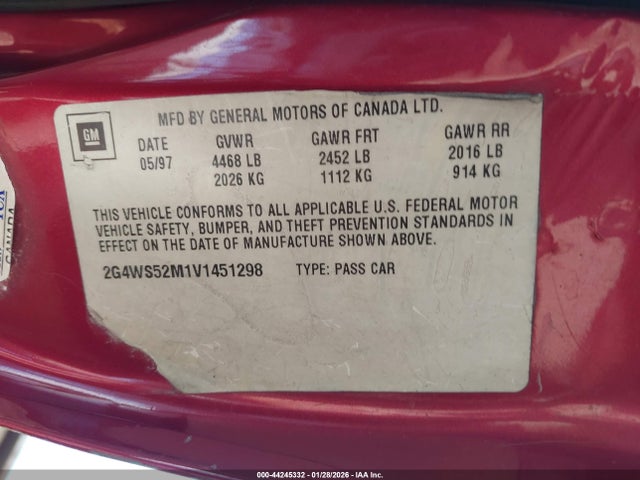 MFD BY GENERAL MOTORS OF CANADA LTD.
GM
DATE GVWR GAWR FRT GAWR RR
05/97 4468 LB 2452 LB 2016 LB
2026 KG 1112 KG 914 KG
THIS VEHICLE CONFORMS TO ALL APPLICABLE U.S. FEDERAL MOTOR
VEHICLE SAFETY, BUMPER, AND THEFT PREVENTION STANDARDS IN
EFFECT ON THE DATE OF MANUFACTURE SHOWN ABOVE.
2G4WS52M1V1451298 TYPE: PASS CAR
CANADA
000-44245332 - 01/28/2026 - IAA Inc.